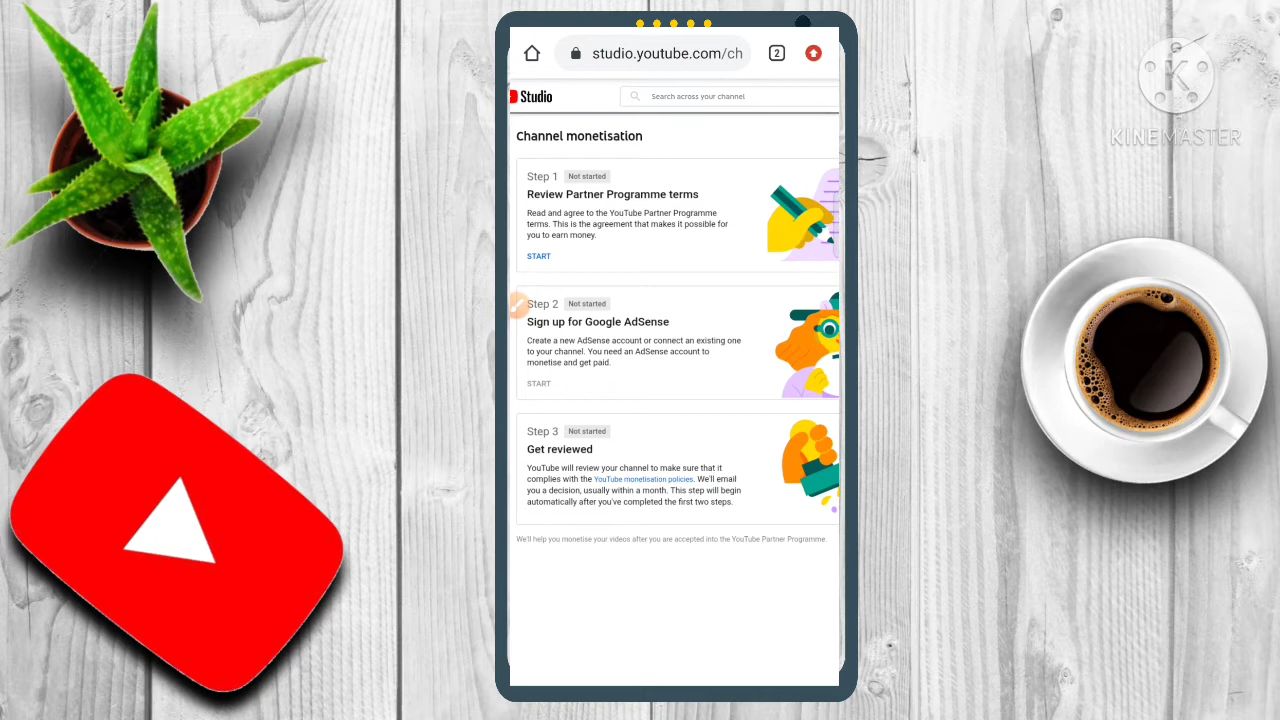 studio.youtube.com/ch
2
Studio
Search across your channel
Channel monetisation
Step 1 Not started
Review Partner Programme terms
Read and agree to the YouTube Partner Programme
terms. This is the agreement that makes it possible for
you to earn money.
START
Step 2 Not started
Sign up for Google AdSense
Create a new AdSense account or connect an existing one
to your channel. You need an AdSense account to
monetise and get paid.
START
Step 3 Not started
Get reviewed
YouTube will review your channel to make sure that it
complies with the YouTube monetisation policies. We'll email
you a decision, usually within a month. This step will begin
automatically after you've completed the first two steps.
We'll help you monetise your videos after you are accepted into the YouTube Partner Programme.
K
KINEMASTER